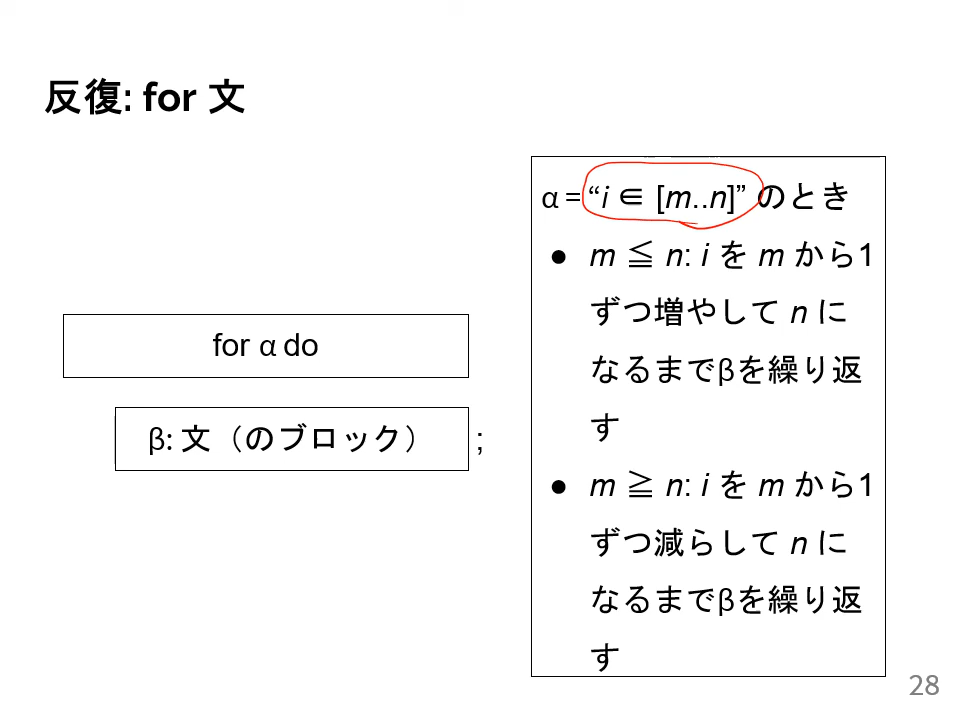 反復: for 文
for α do
β: 文（のブロック）
;
α = “i ∈ [m..n]” のとき
● m ≦ n: i を m から1
ずつ増やして n に
なるまでβを繰り返
す
● m ≧ n: i を m から1
ずつ減らして n に
なるまでβを繰り返
す
28